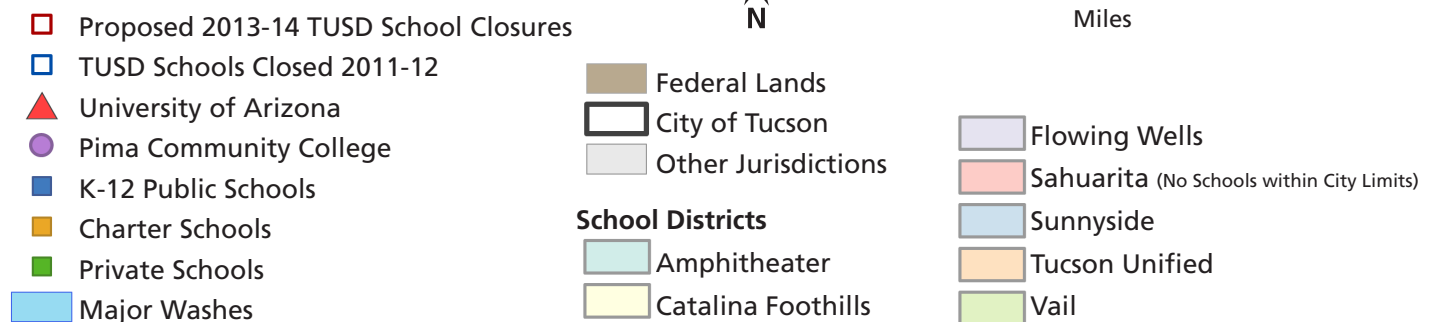 Proposed 2013-14 TUSD School Closures
TUSD Schools Closed 2011-12
University of Arizona
Pima Community College
K-12 Public Schools
Charter Schools
Private Schools
Major Washes
N
Federal Lands
City of Tucson
Other Jurisdictions
School Districts
Amphitheater
Catalina Foothills
Miles
Flowing Wells
Sahuarita (No Schools within City Limits)
Sunnyside
Tucson Unified
Vail